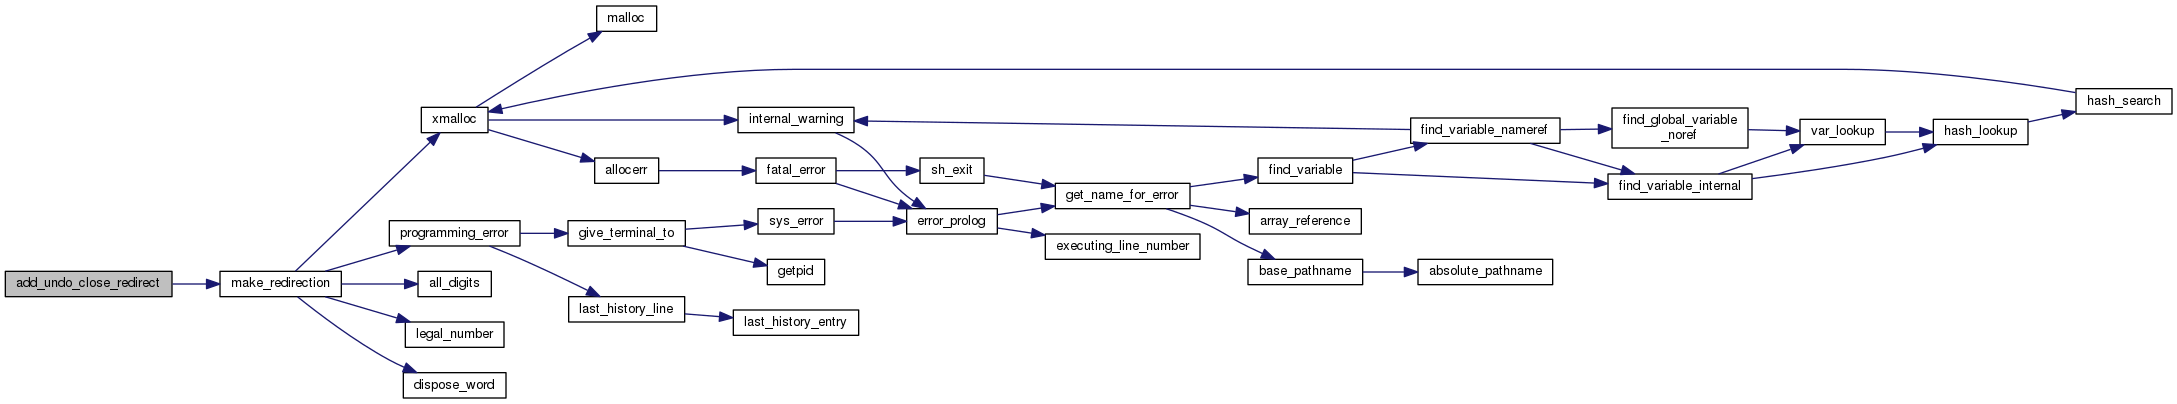 malloc
hash_search
xmalloc
internal_warning
find_variable_nameref
find_global_variable
_noref
var_lookup
hash_lookup
allocerr
fatal_error
sh_exit
find_variable
find_variable_internal
get_name_for_error
programming_error
give_terminal_to
sys_error
error_prolog
array_reference
executing_line_number
add_undo_close_redirect
make_redirection
all_digits
getpid
base_pathname
absolute_pathname
last_history_line
last_history_entry
legal_number
dispose_word